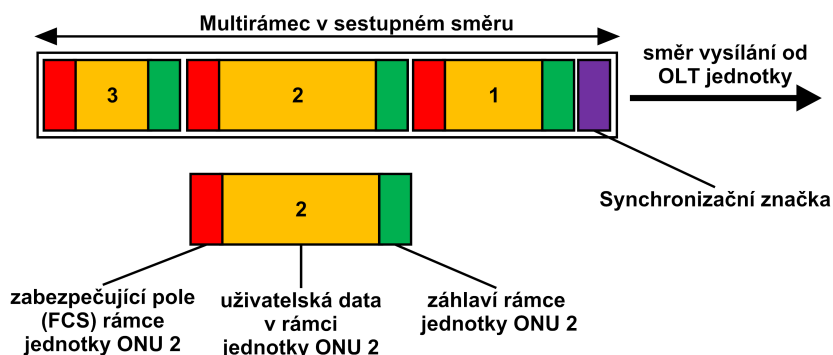 Multirámec v sestupném směru
směr vysílání od
OLT jednotky
3
2
1
Synchronizační značka
2
zabezpečující pole
(FCS) rámce
jednotky ONU 2
uživatelská data
v rámci
jednotky ONU 2
záhlaví rámce
jednotky ONU 2